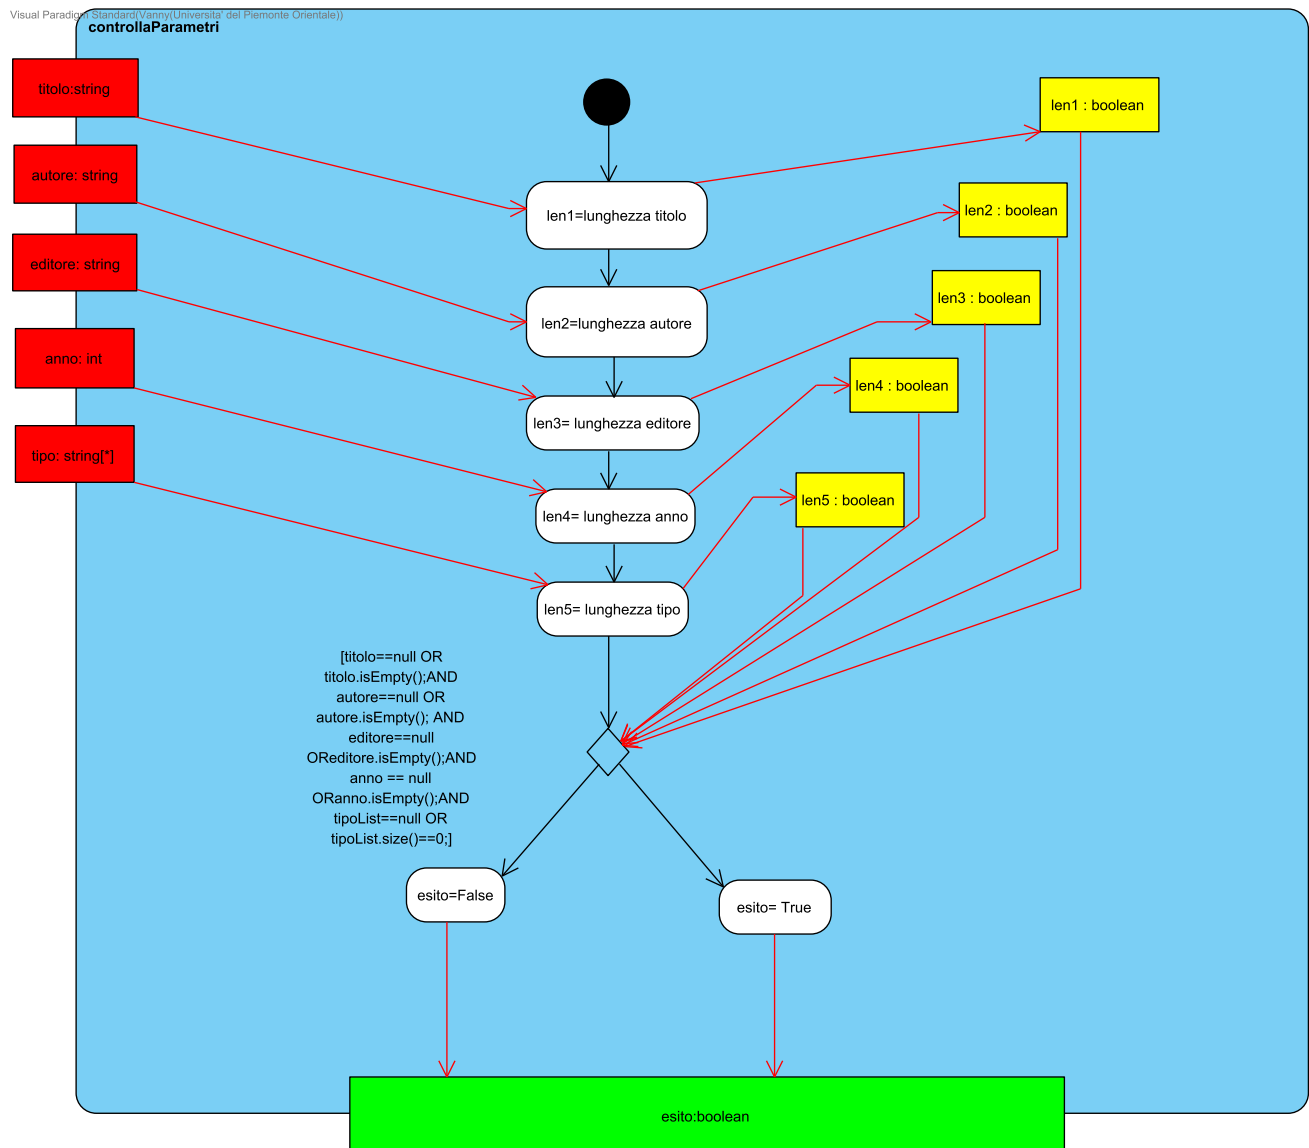 Visual Paradigm Standard(Vanny(Universita' del Piemonte Orientale))
controllaParametri
titolo:string
len1 : boolean
autore: string
len2 : boolean
len1=lunghezza titolo
editore: string
len3 : boolean
len2=lunghezza autore
anno: int
len4 : boolean
len3= lunghezza editore
tipo: string[*]
len5 : boolean
len4= lunghezza anno
len5= lunghezza tipo
[titolo==null OR
titolo.isEmpty();AND
autore==null OR
autore.isEmpty(); AND
editore==null
OReditore.isEmpty();AND
anno == null
ORanno.isEmpty();AND
tipoList==null OR
tipoList.size()==0;]
esito=False
esito= True
esito:boolean